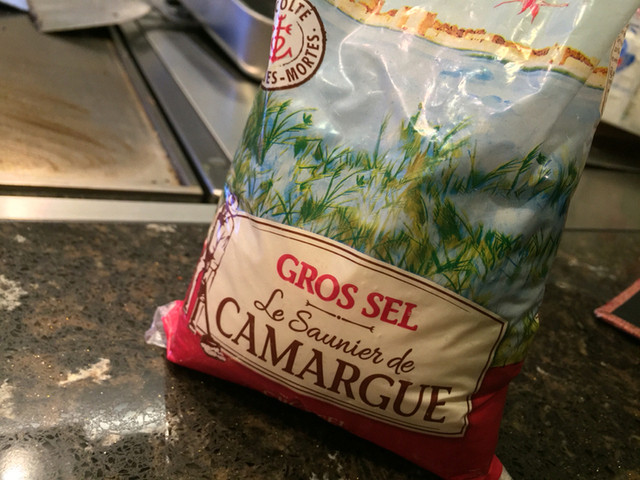 GROS SEL
Le Saunier de
CAMARGUE